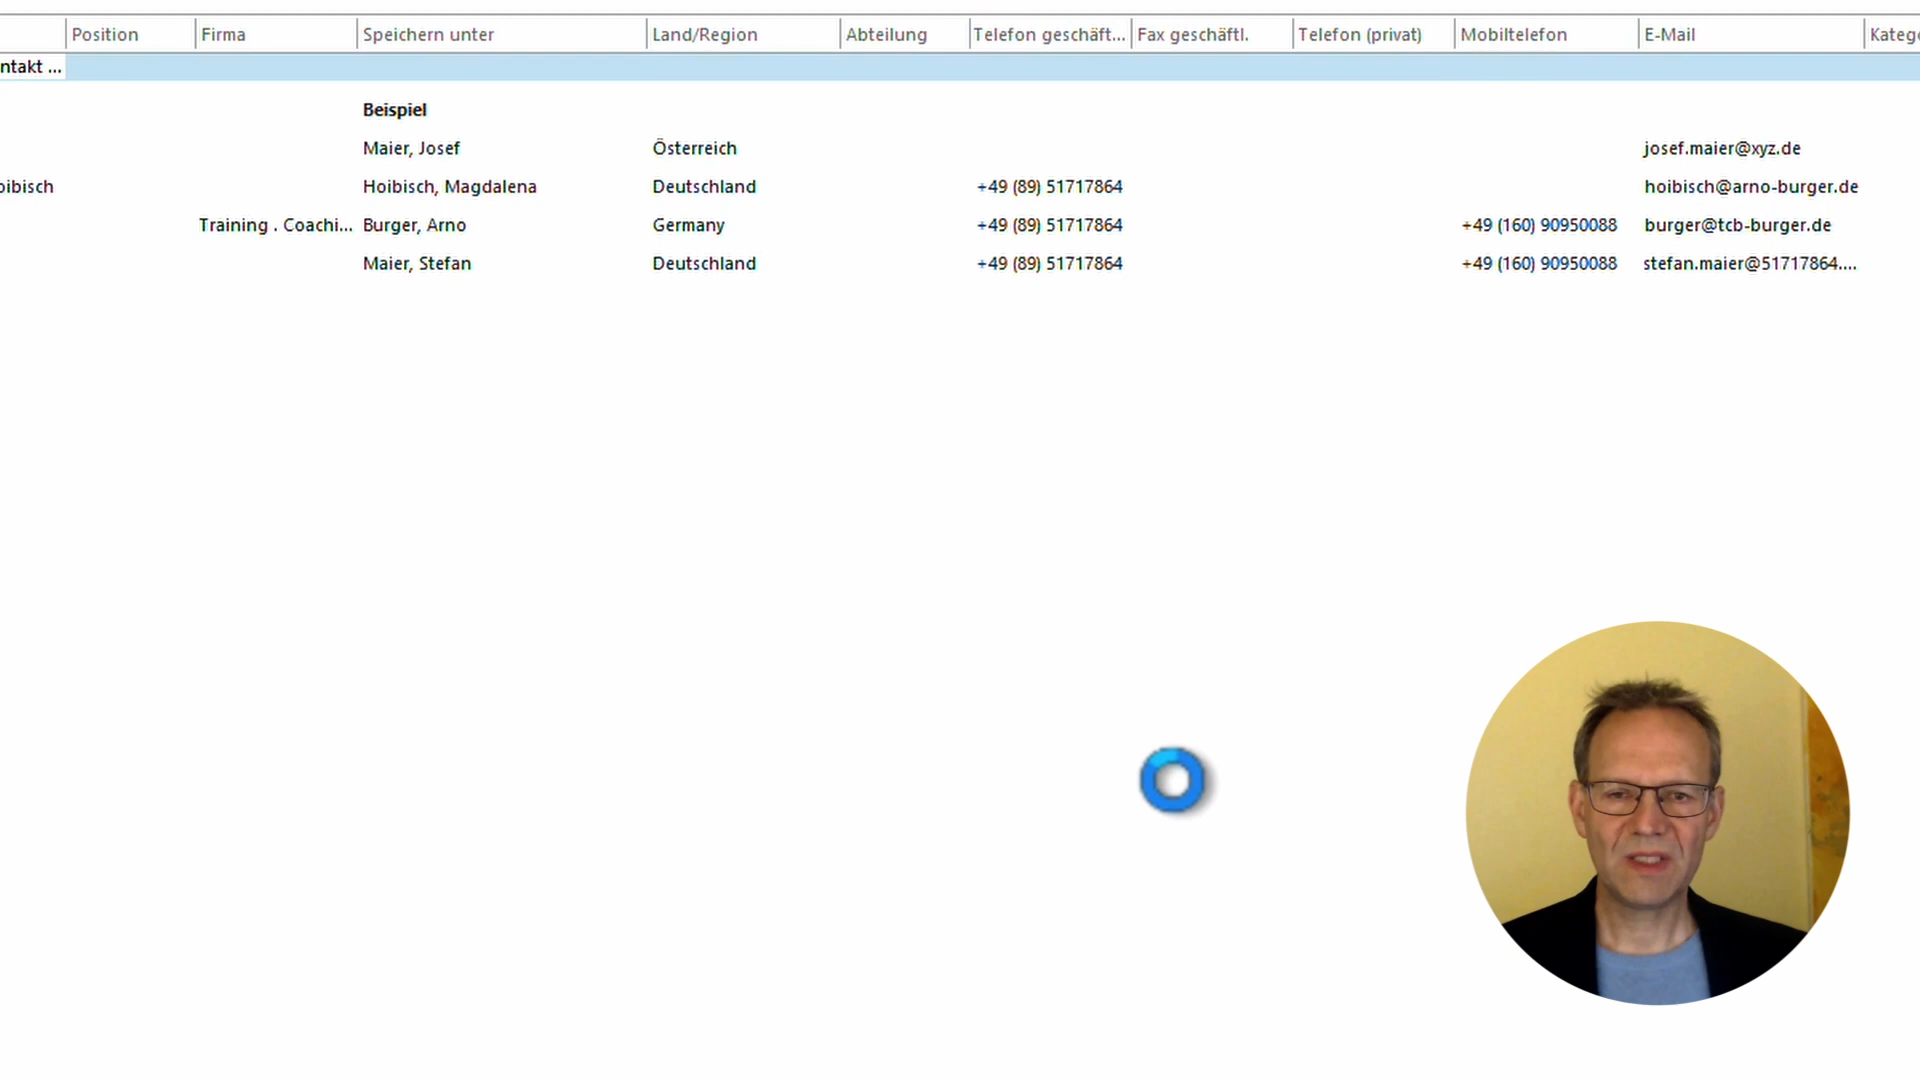 Position Firma Speichern unter Land/Region Abteilung Telefon geschäft... Fax geschäftl. Telefon (privat) Mobiltelefon E-Mail Katego
ntakt ...
Beispiel
Maier, Josef Österreich josef.maier@xyz.de
oibisch Hoibisch, Magdalena Deutschland +49 (89) 51717864 hoibisch@arno-burger.de
Training . Coachi... Burger, Arno Germany +49 (89) 51717864 +49 (160) 90950088 burger@tcb-burger.de
Maier, Stefan Deutschland +49 (89) 51717864 +49 (160) 90950088 stefan.maier@51717864....